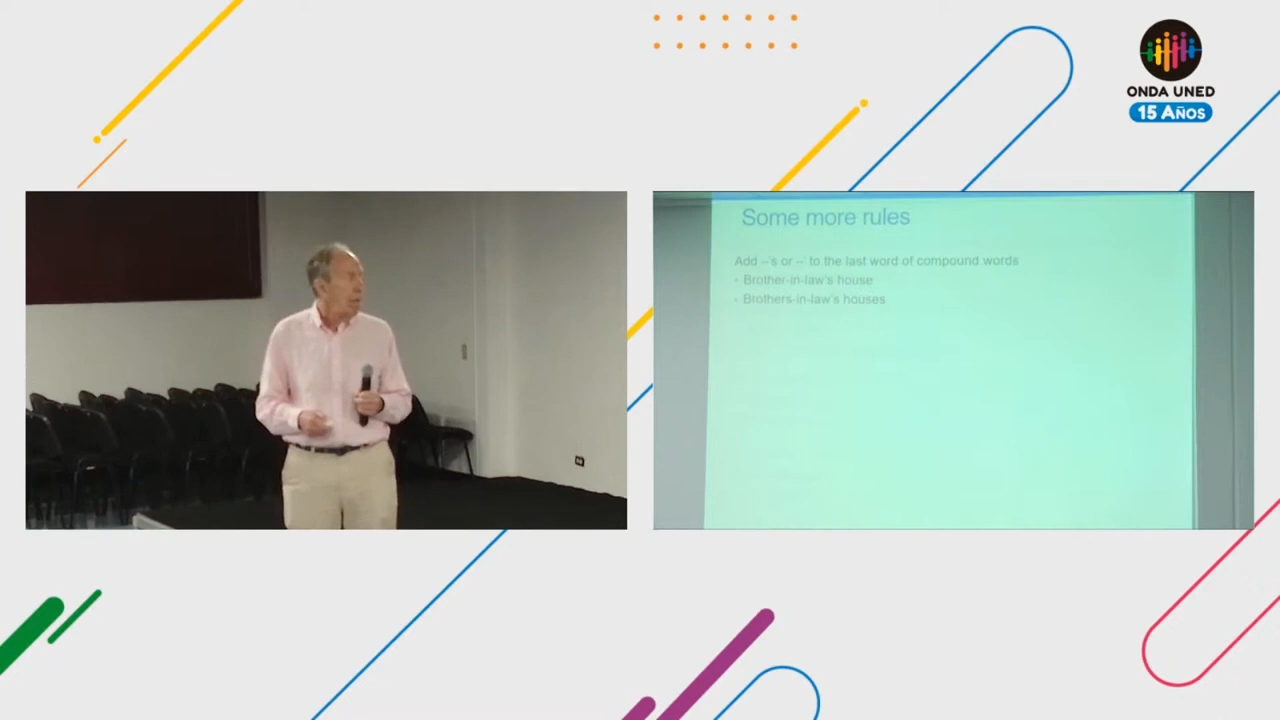 ONDA UNED
15 AÑOS
Some more rules
Add –'s or –' to the last word of compound words
- Brother-in-law's house
- Brothers-in-law's houses